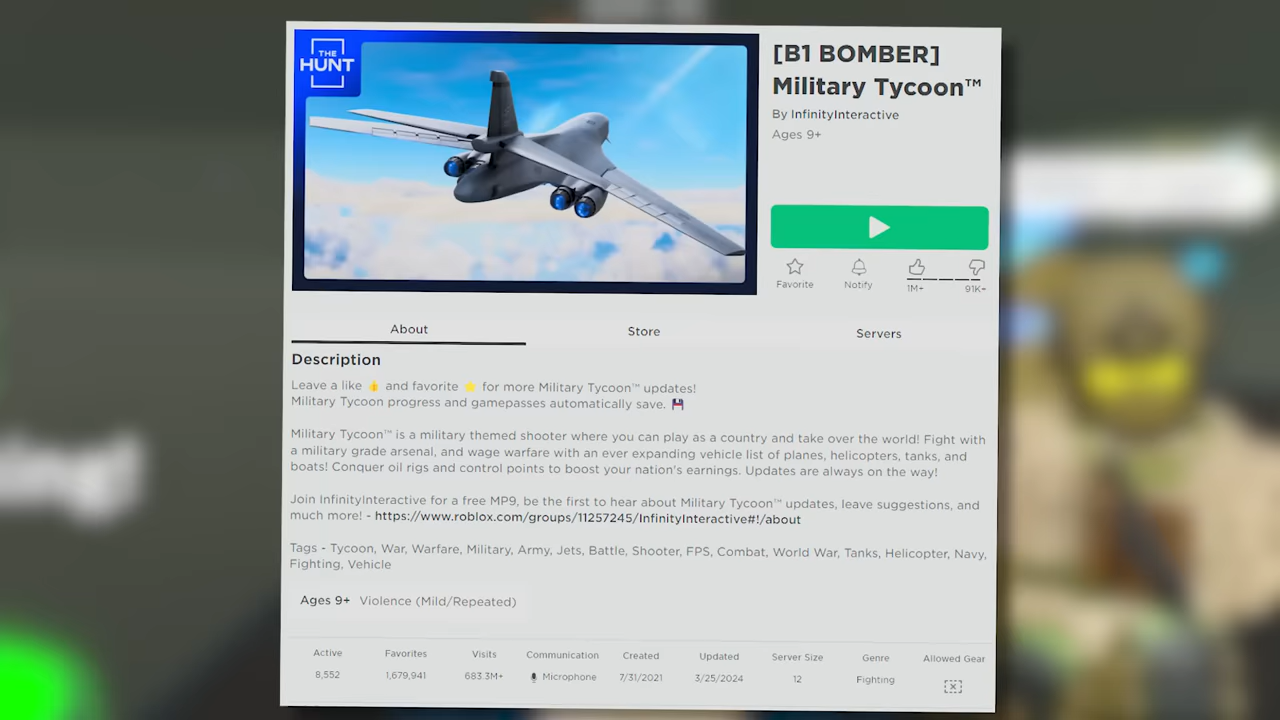 THE
HUNT
[B1 BOMBER]
Military Tycoon™
By InfinityInteractive
Ages 9+
Favorite
Notify
1M+
91K+
About
Store
Servers
Description
Leave a like 👍 and favorite ⭐ for more Military Tycoon™ updates!
Military Tycoon progress and gamepasses automatically save. 💾
Military Tycoon™ is a military themed shooter where you can play as a country and take over the world! Fight with
a military grade arsenal, and wage warfare with an ever expanding vehicle list of planes, helicopters, tanks, and
boats! Conquer oil rigs and control points to boost your nation's earnings. Updates are always on the way!
Join InfinityInteractive for a free MP9, be the first to hear about Military Tycoon™ updates, leave suggestions, and
much more! - https://www.roblox.com/groups/11257245/InfinityInteractive#!/about
Tags - Tycoon, War, Warfare, Military, Army, Jets, Battle, Shooter, FPS, Combat, World War, Tanks, Helicopter, Navy,
Fighting, Vehicle
Ages 9+ Violence (Mild/Repeated)
Active Favorites Visits Communication Created Updated Server Size Genre Allowed Gear
8,552 1,679,941 683.3M+ Microphone 7/31/2021 3/25/2024 12 Fighting